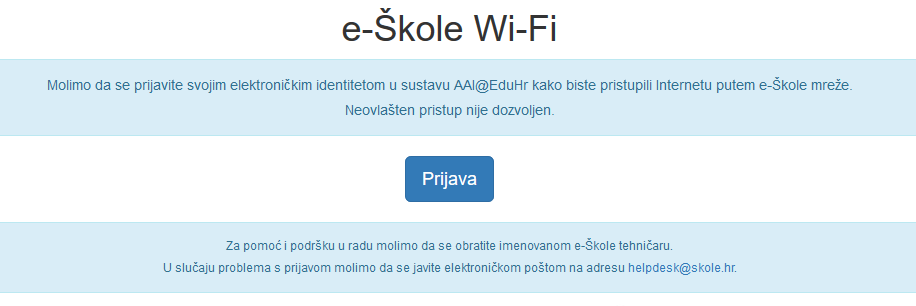 e-Škole Wi-Fi
Molimo da se prijavite svojim elektroničkim identitetom u sustavu AAI@EduHr kako biste pristupili Internetu putem e-Škole mreže.
Neovlašten pristup nije dozvoljen.
Prijava
Za pomoć i podršku u radu molimo da se obratite imenovanom e-Škole tehničaru.
U slučaju problema s prijavom molimo da se javite elektroničkom poštom na adresu helpdesk@skole.hr.